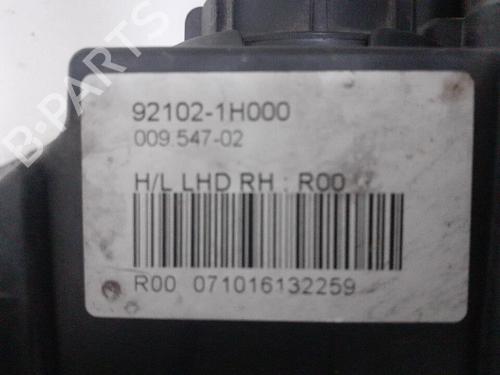 B-PARTS
92102-1H000
009.547-02
H/L LHD RH : R00
R00 071016132259